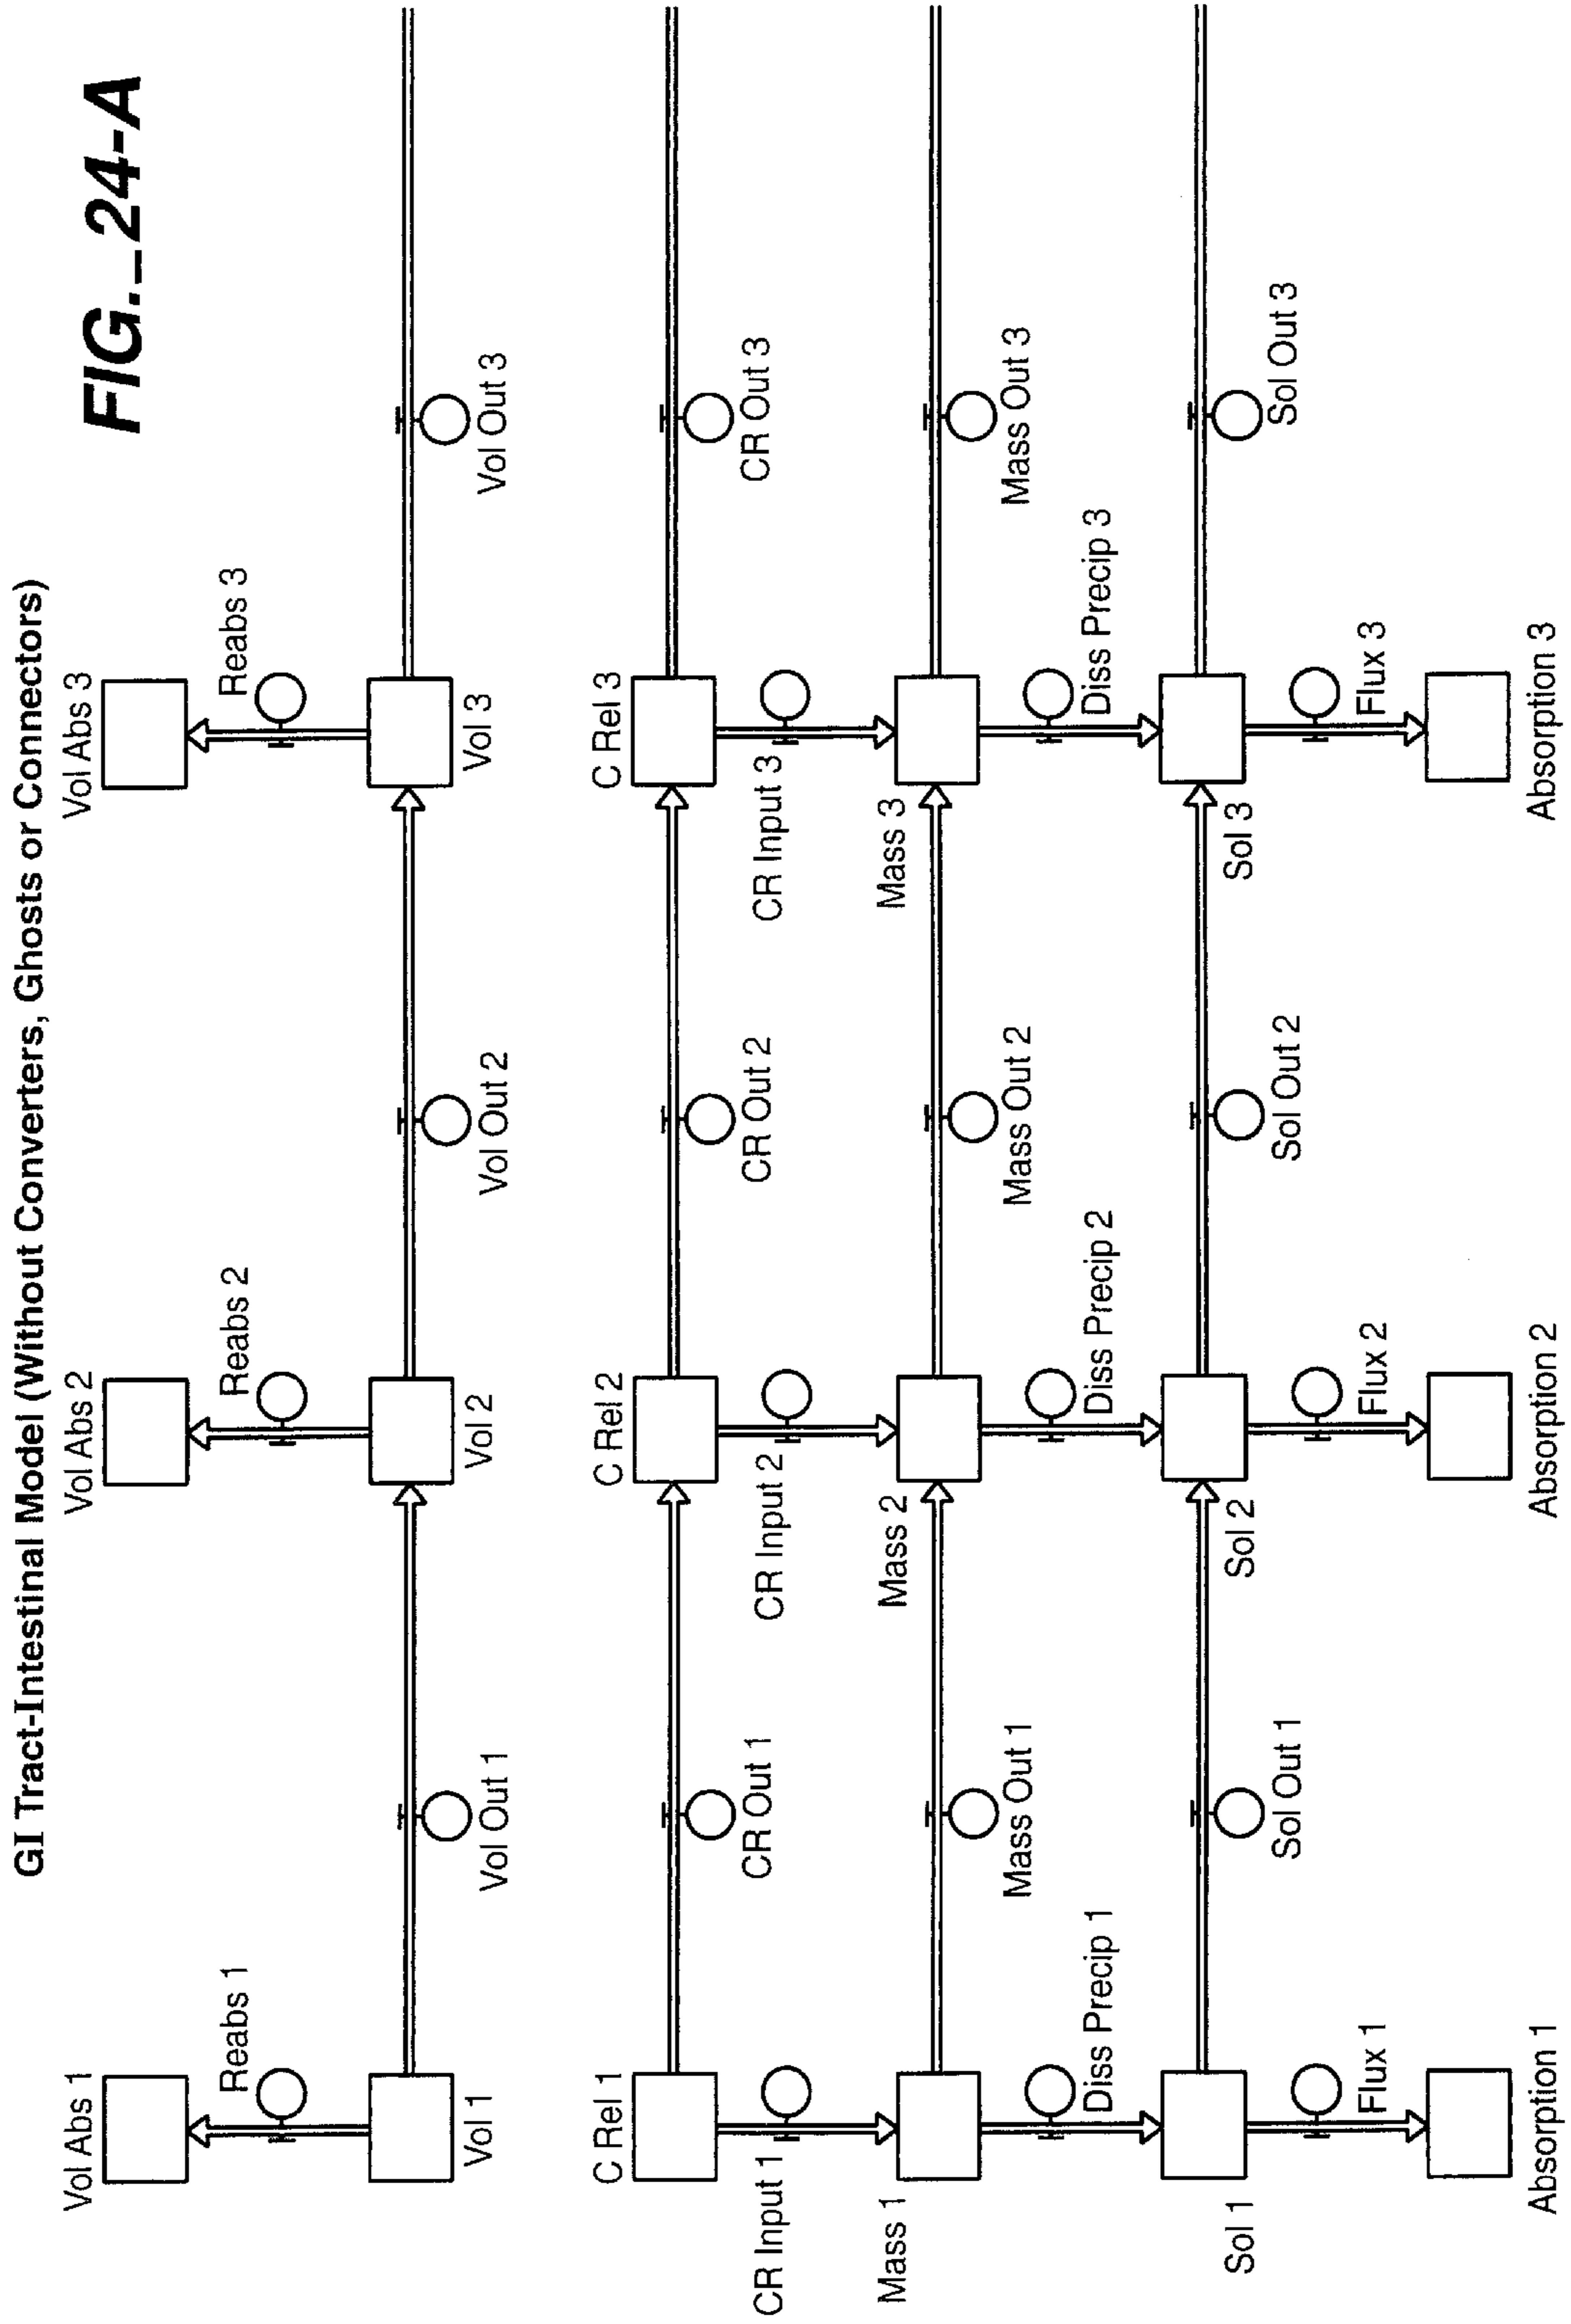 GI Tract-Intestinal Model (Without Converters, Ghosts or Connectors)
FIG._24-A
Vol Abs 1
Vol Abs 2
Vol Abs 3
Reabs 1
Reabs 2
Reabs 3
Vol 1
Vol Out 1
Vol 2
Vol Out 2
Vol 3
Vol Out 3
C Rel 1
C Rel 2
C Rel 3
CR Input 1
CR Out 1
CR Input 2
CR Out 2
CR Input 3
CR Out 3
Mass 1
Mass 2
Mass 3
Mass Out 1
Mass Out 2
Mass Out 3
Diss Precip 1
Diss Precip 2
Diss Precip 3
Sol 1
Sol Out 1
Sol 2
Sol Out 2
Sol 3
Sol Out 3
Flux 1
Flux 2
Flux 3
Absorption 1
Absorption 2
Absorption 3